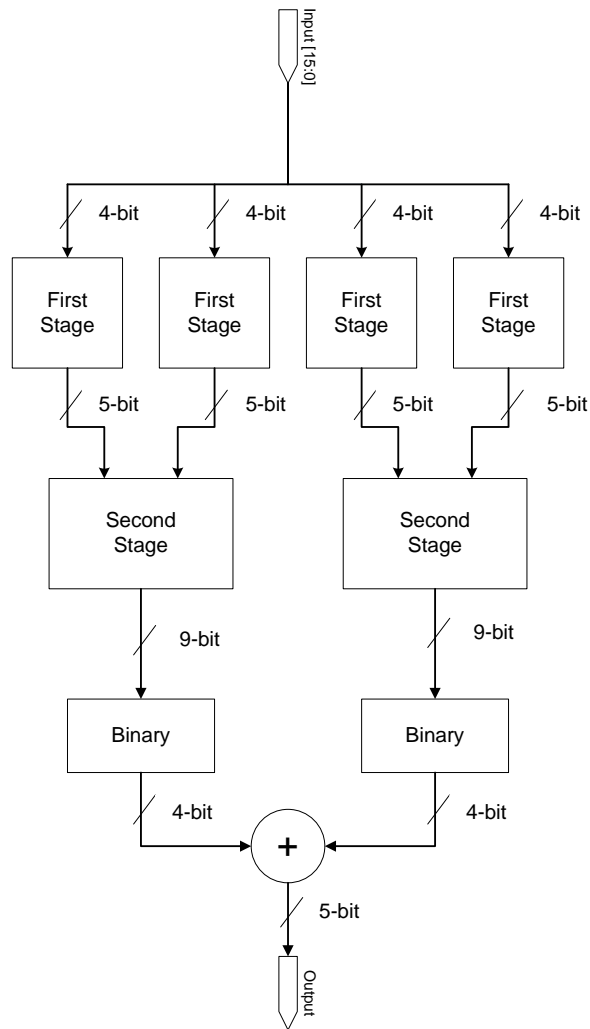 Input [15:0]
4-bit
4-bit
4-bit
4-bit
First
Stage
First
Stage
First
Stage
First
Stage
5-bit
5-bit
5-bit
5-bit
Second
Stage
Second
Stage
9-bit
9-bit
Binary
Binary
4-bit
4-bit
+
5-bit
Output